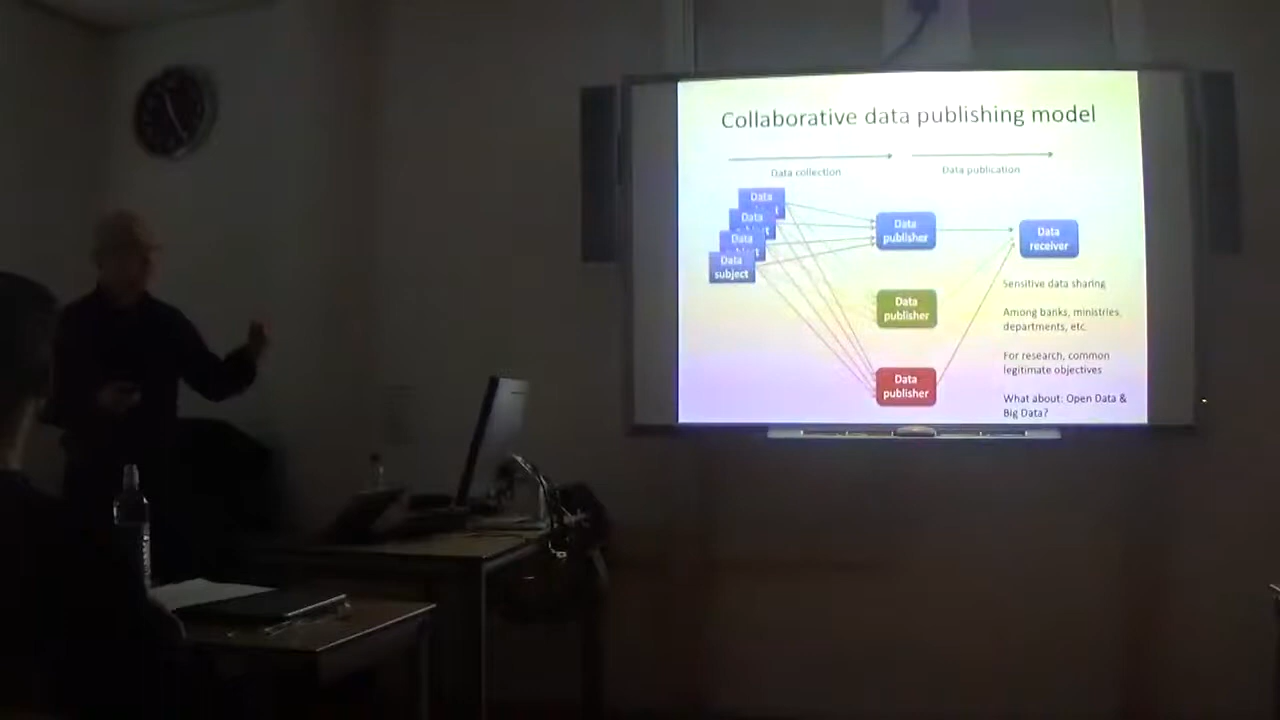 Collaborative data publishing model
Data collection
Data publication
Data
Data
Data
Data
subject
Data
publisher
Data
publisher
Data
publisher
Data
receiver
Sensitive data sharing
Among banks, ministries,
departments, etc.
For research, common
legitimate objectives
What about: Open Data &
Big Data?